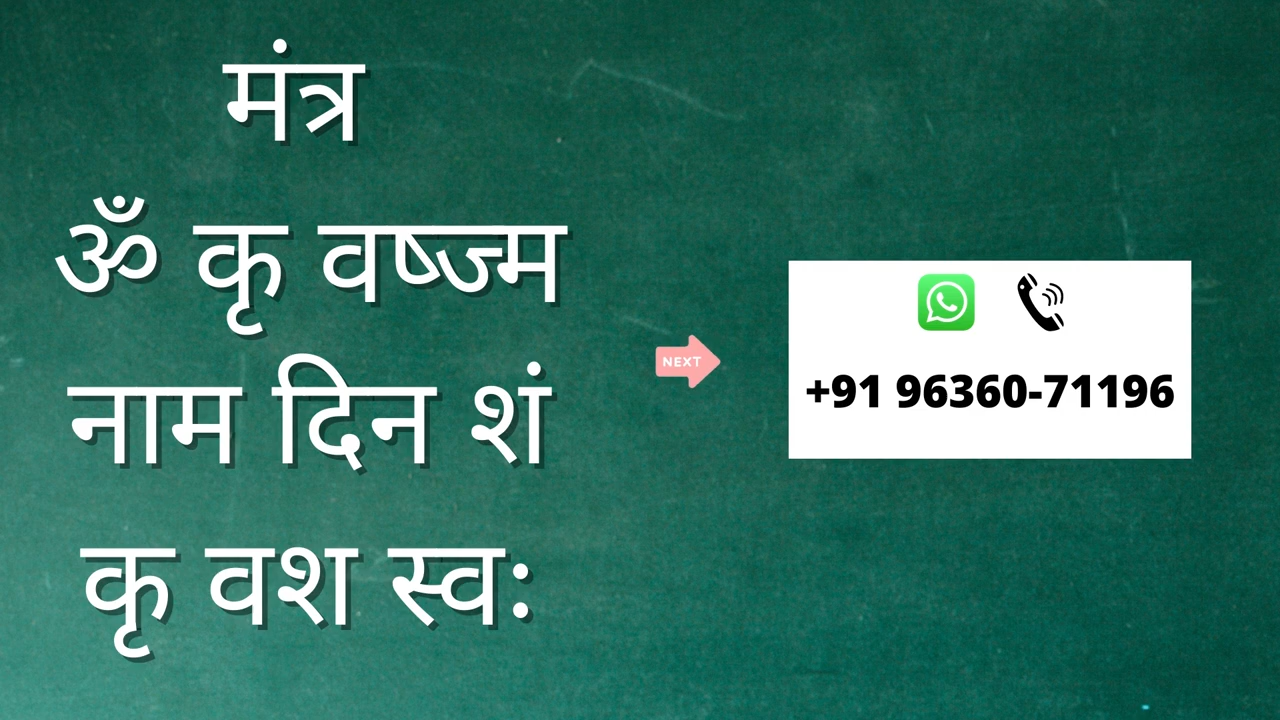 मंत्र
ॐ कृ वष्ज्म
नाम दिन शं
कृ वश स्वः
NEXT
+91 96360-71196